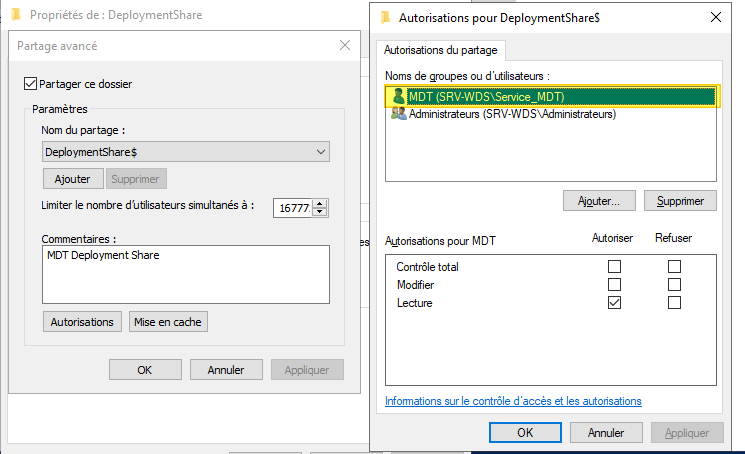 Propriétés de : DeploymentShare
Partage avancé
Partager ce dossier
Paramètres
Nom du partage :
DeploymentShare$
Ajouter
Supprimer
Limiter le nombre d'utilisateurs simultanés à :
16777
Commentaires :
MDT Deployment Share
Autorisations
Mise en cache
OK
Annuler
Appliquer
es
Autorisations pour DeploymentShare$
Autorisations du partage
Noms de groupes ou d'utilisateurs :
MDT (SRV-WDS\Service_MDT)
Administrateurs (SRV-WDS\Administrateurs)
Ajouter...
Supprimer
Autorisations pour MDT
Autoriser
Refuser
Contrôle total
Modifier
Lecture
Informations sur le contrôle d'accès et les autorisations
OK
Annuler
Appliquer